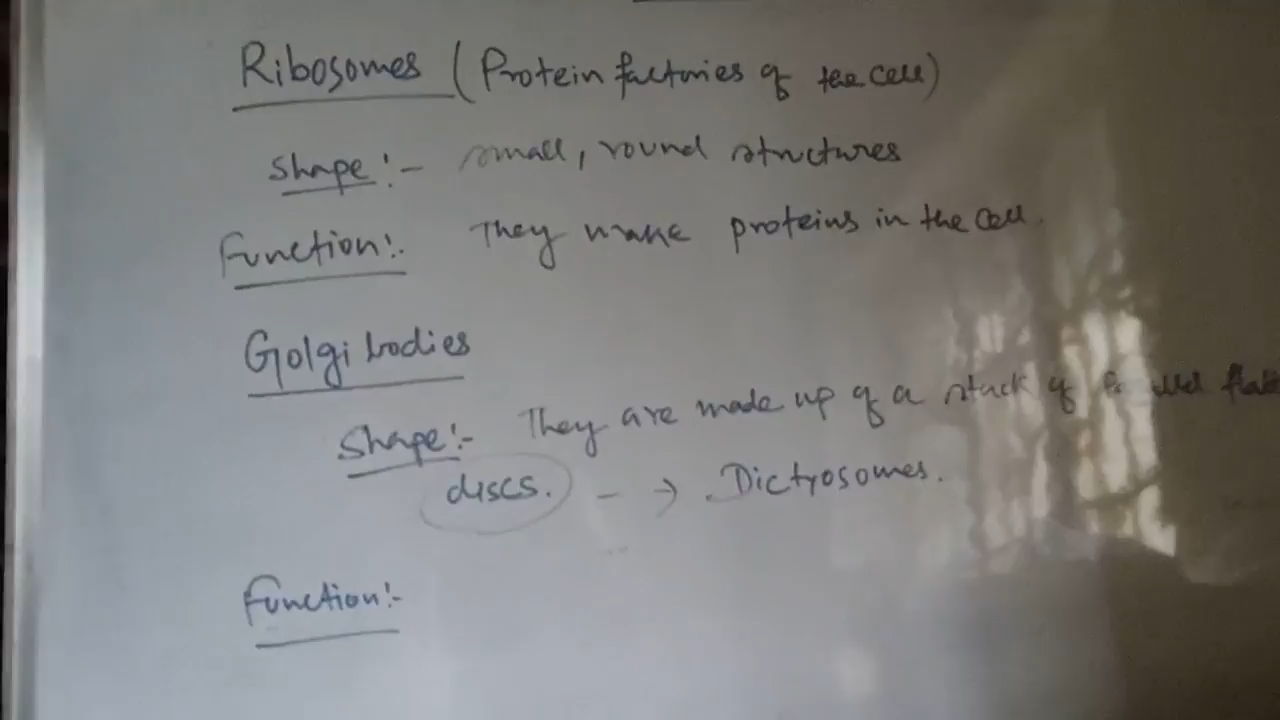 Ribosomes (Protein factories of the cell)
Shape:- small, round structures
Function:. They make proteins in the cell.
Golgi bodies
Shape:- They are made up of a stack of
discs. - → Dictyosomes.
Function:-